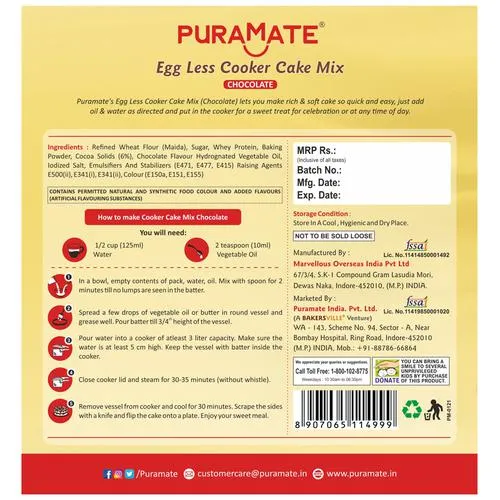 PURAMATE®
Egg Less Cooker Cake Mix
CHOCOLATE
Puramate's Egg Less Cooker Cake Mix (Chocolate) lets you make rich & soft cake so quick and easy, just add
oil & water as directed and put in the cooker for a sweet treat for celebration or at any time of day.
Ingredients : Refined Wheat Flour (Maida), Sugar, Whey Protein, Baking
Powder, Cocoa Solids (6%), Chocolate Flavour Hydrognated Vegetable Oil,
Iodized Salt, Emulsifiers And Stabilizers (E471, E477, E415) Raising Agents
E500(ii), E341(i), E341(ii), Colour (E150a, E151, E155)
CONTAINS PERMITTED NATURAL AND SYNTHETIC FOOD COLOUR AND ADDED FLAVOURS
(ARTIFICIAL FLAVOURING SUBSTANCES)
How to make Cooker Cake Mix Chocolate
You will need:
1/2 cup (125ml)
Water
2 teaspoon (10ml)
Vegetable Oil
1
In a bowl, empty contents of pack, water, oil. Mix with spoon for 2
minutes till no lumps are seen in the batter.
2
Spread a few drops of vegetable oil or butter in round vessel and
grease well. Pour batter till 3/4th height of the vessel.
3
Pour water into a cooker of atleast 3 liter capacity. Make sure the
water is at least 5 cm high. Keep the vessel with batter inside the
cooker.
4
Close cooker lid and steam for 30-35 minutes (without whistle).
5
Remove vessel from cooker and cool for 30 minutes. Scrape the sides
with a knife and flip the cake onto a plate. Enjoy your sweet meal.
MRP Rs.:
(Inclusive of all taxes)
Batch No.:
Mfg. Date:
Exp. Date:
Storage Condition :
Store In A Cool , Hygienic and Dry Place.
NOT TO BE SOLD LOOSE
fssai
Manufactured By : Lic. No.11414850001492
Marvellous Overseas India Pvt Ltd
67/3/4, S.K-1 Compound Gram Lasudia Mori,
Dewas Naka, Indore-452010, (M.P.) INDIA.
fssai
Marketed By : Lic. No.11418850001020
Puramate India. Pvt. Ltd.
(A BAKERSVILLE® Venture)
WA - 143, Scheme No. 94, Sector - A, Near
Bombay Hospital, Ring Road, Indore-452010
(M.P.) INDIA, Mob.: +91-88786-66864
We appreciate your queries or suggestions.
Call Toll Free: 1-800-102-8775
Weekdays : 10:30am to 06:30pm
DONATE
YOU CAN BRING A
SMILE TO SEVERAL
UNPRIVILEGED
KIDS BY PURCHASE
OF THIS PRODUCT.
8 907065 114999
PM-0121
/Puramate
customercare@puramate.in
puramate.in